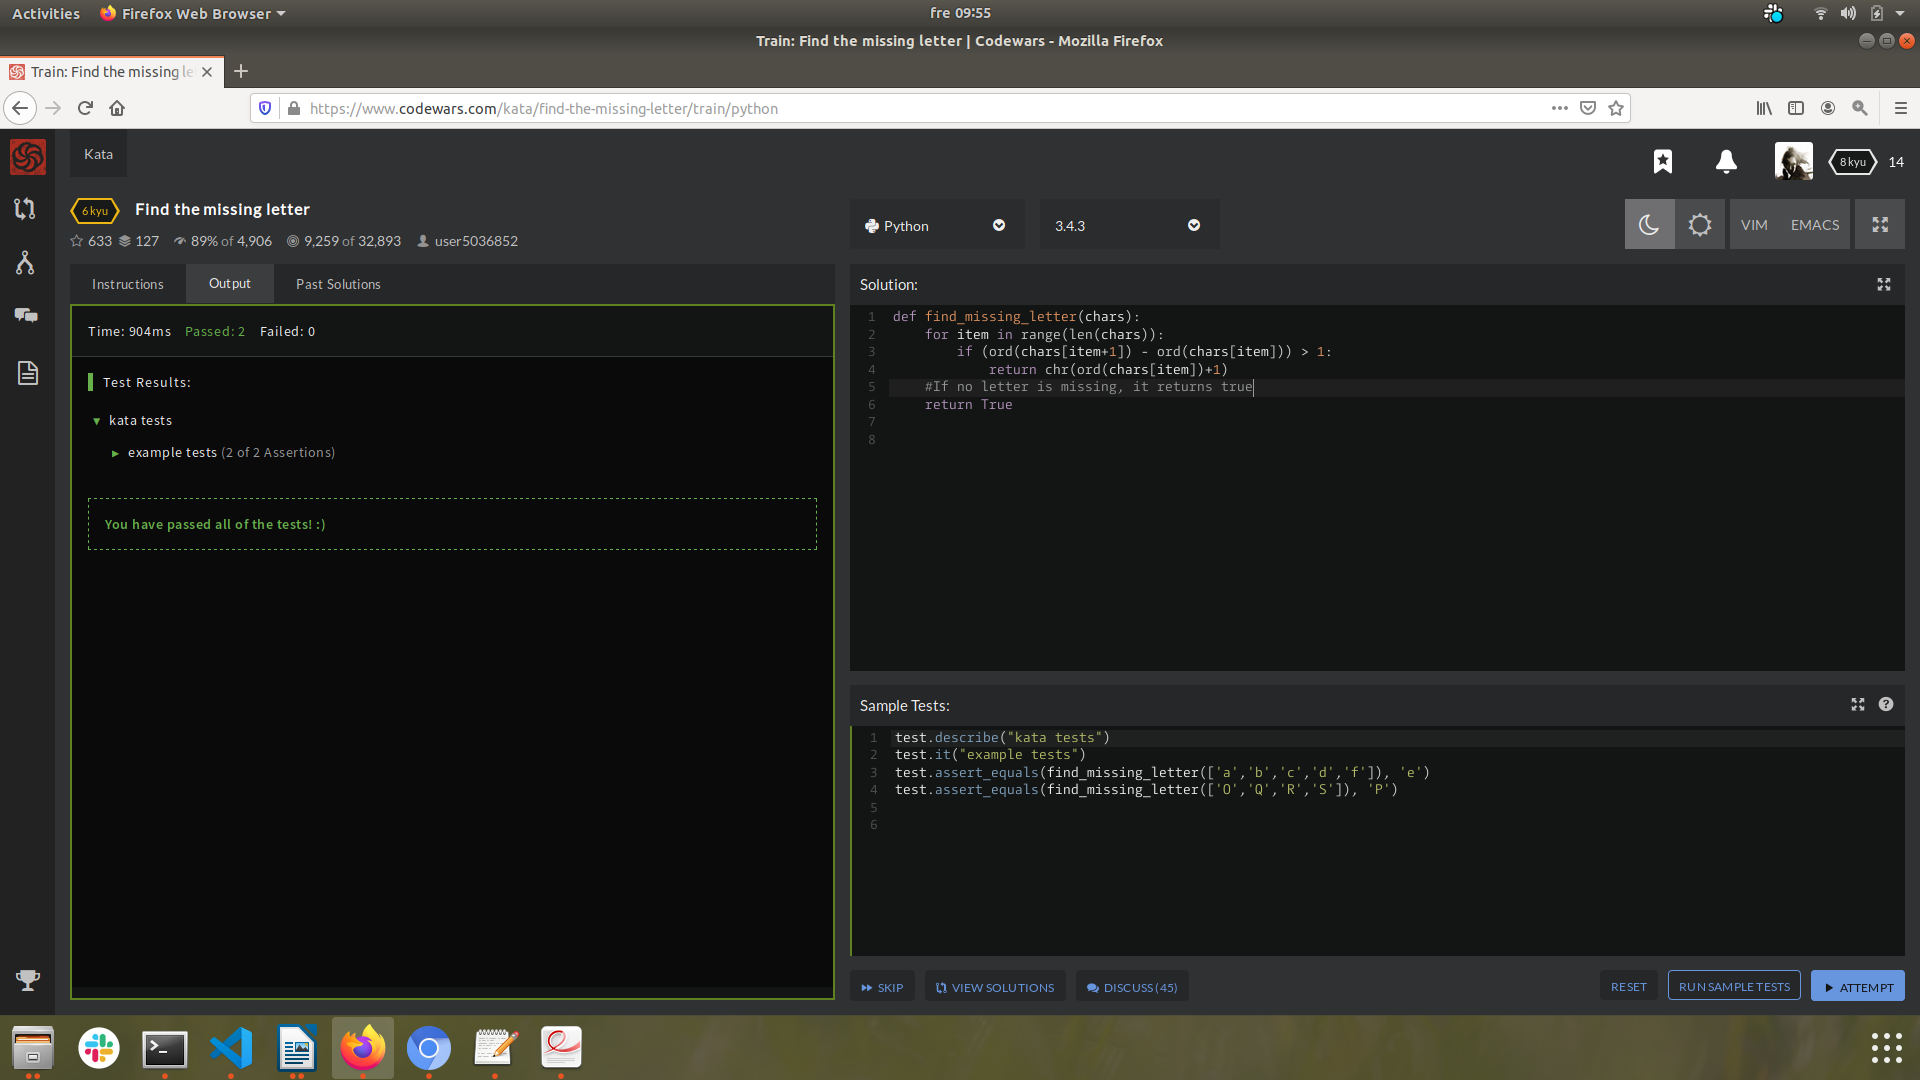 Activities Firefox Web Browser fre 09:55
Train: Find the missing letter | Codewars - Mozilla Firefox
Train: Find the missing le
https://www.codewars.com/kata/find-the-missing-letter/train/python
Kata 8 kyu 14
6 kyu Find the missing letter
633 127 89% of 4,906 9,259 of 32,893 user5036852
Python 3.4.3 VIM EMACS
Instructions Output Past Solutions
Time: 904ms Passed: 2 Failed: 0
Test Results:
▼ kata tests
► example tests (2 of 2 Assertions)
You have passed all of the tests! :)
Solution:
1 def find_missing_letter(chars):
2     for item in range(len(chars)):
3         if (ord(chars[item+1]) - ord(chars[item])) > 1:
4             return chr(ord(chars[item])+1)
5     #If no letter is missing, it returns true
6     return True
7
8
Sample Tests:
1 test.describe("kata tests")
2 test.it("example tests")
3 test.assert_equals(find_missing_letter(['a','b','c','d','f']), 'e')
4 test.assert_equals(find_missing_letter(['O','Q','R','S']), 'P')
5
6
SKIP VIEW SOLUTIONS DISCUSS (45) RESET RUN SAMPLE TESTS ATTEMPT